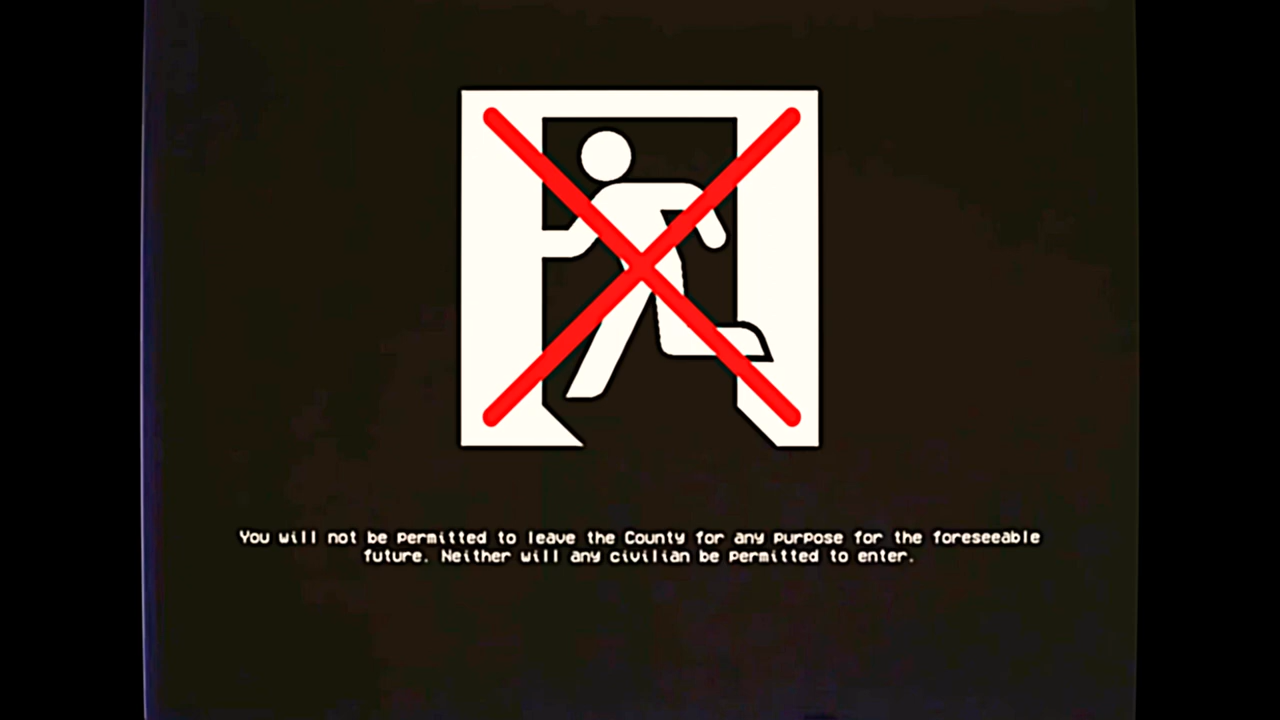 You will not be permitted to leave the County for any purpose for the foreseeable
future. Neither will any civilian be permitted to enter.